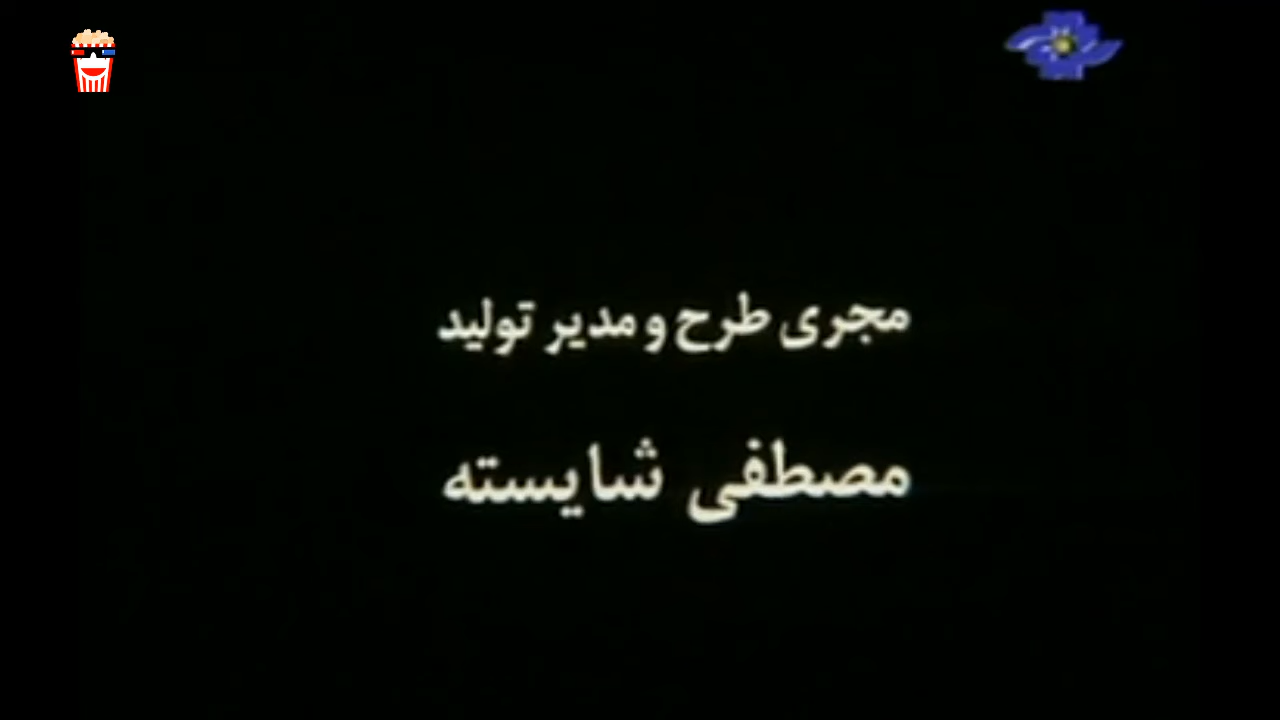 مجری طرح و مدیر تولید
مصطفی شایسته